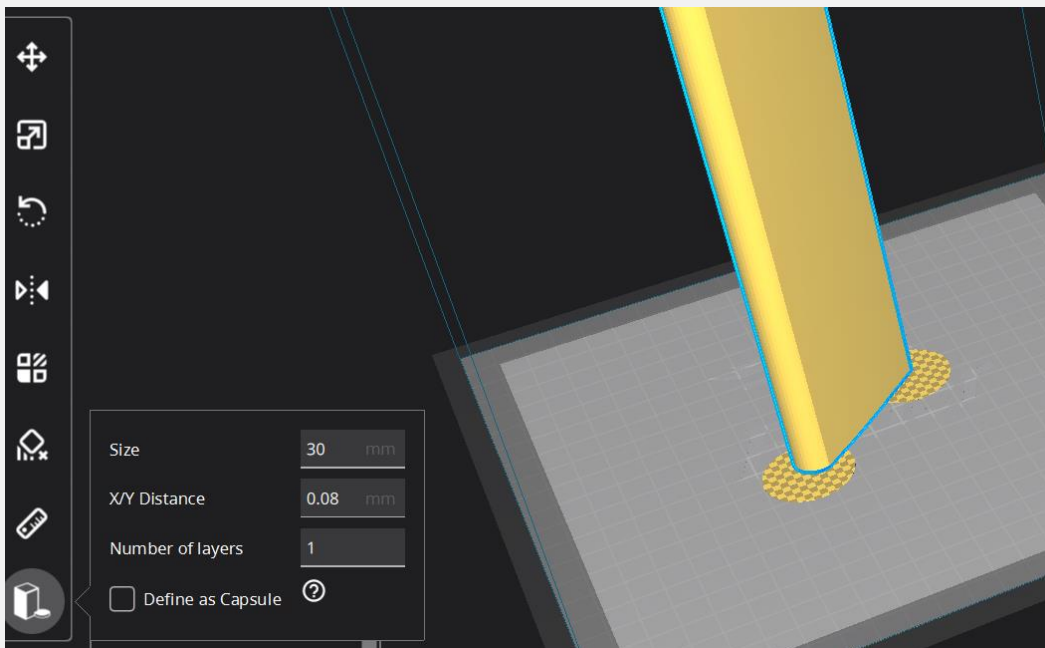 Size 30 mm
X/Y Distance 0.08 mm
Number of layers 1
Define as Capsule ?